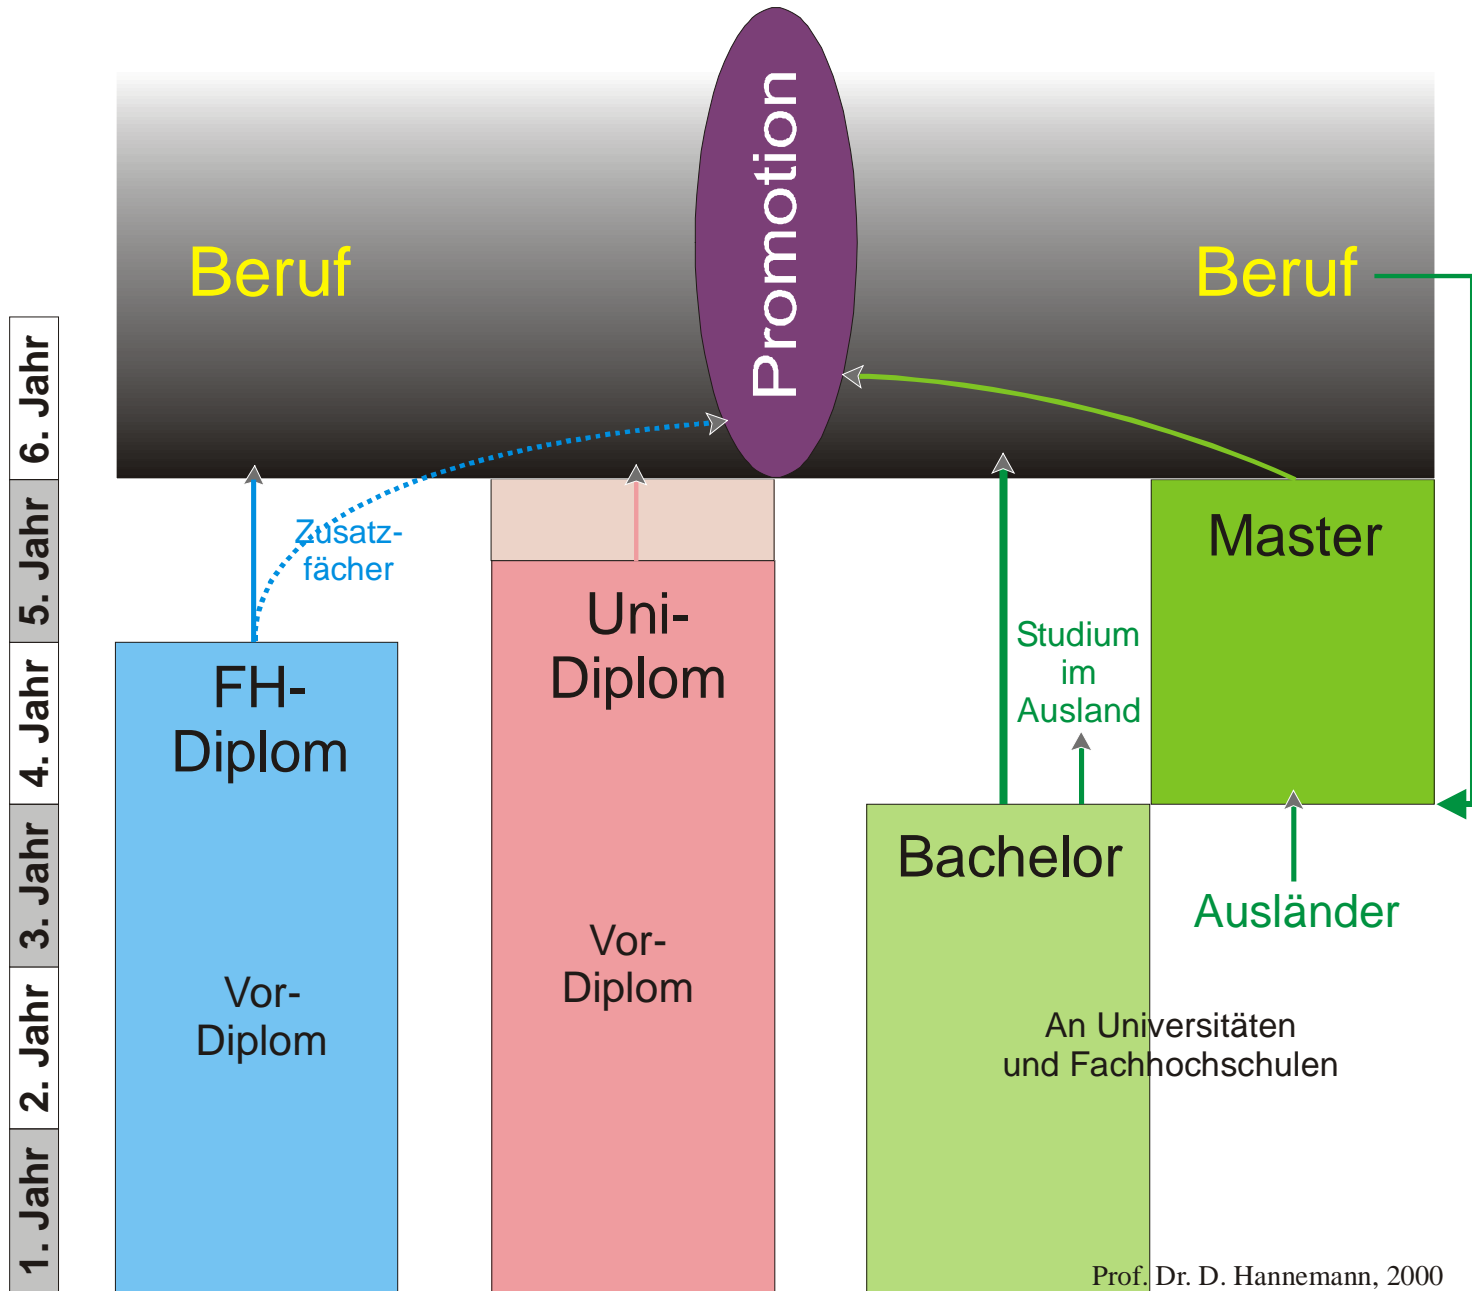 Promotion
Beruf
Beruf
6. Jahr
5. Jahr
4. Jahr
3. Jahr
2. Jahr
1. Jahr
Zusatz-
fächer
FH-
Diplom
Vor-
Diplom
Uni-
Diplom
Vor-
Diplom
Master
Studium
im
Ausland
Bachelor
Ausländer
An Universitäten
und Fachhochschulen
Prof. Dr. D. Hannemann, 2000